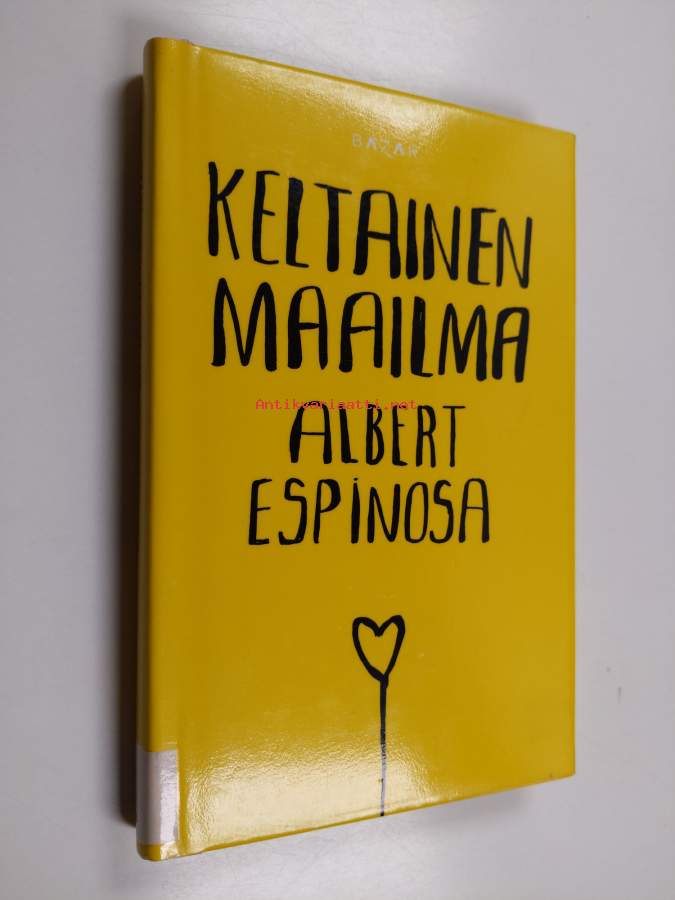 BAZAR
KELTAINEN
MAAILMA
Antikvariaatti.net
ALBERT
ESPINOSA